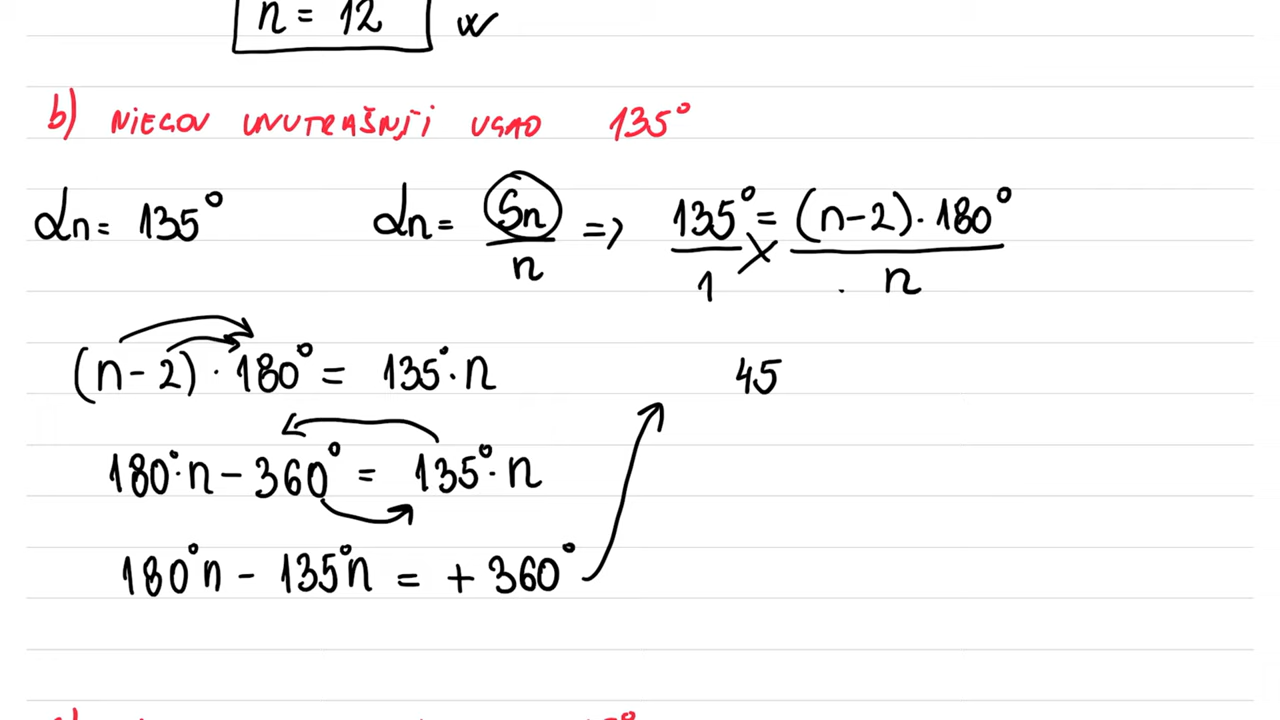 n = 12
b) NJEGOV UNUTRAŠNJI UGAO 135°
αn = 135°
αn = Sn/n => 135°/1 = (n-2)·180°/n
(n-2)·180° = 135°·n
180°·n - 360° = 135°·n
180°n - 135°n = +360°
45